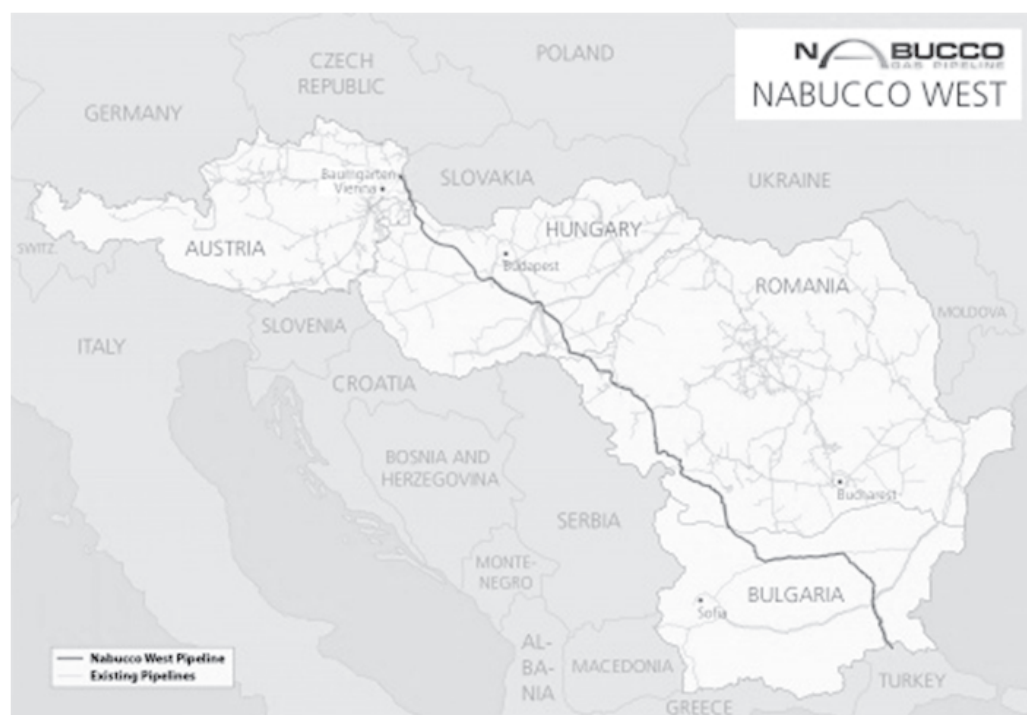 NABUCCO
GAS PIPELINE
NABUCCO WEST
POLAND
CZECH
REPUBLIC
GERMANY
Baumgarten
Vienna
SLOVAKIA
UKRAINE
SWITZ.
AUSTRIA
HUNGARY
Budapest
ROMANIA
MOLDOVA
SLOVENIA
ITALY
CROATIA
BOSNIA AND
HERZEGOVINA
Bucharest
SERBIA
MONTE-
NEGRO
BULGARIA
Sofia
AL-
BA-
NIA
MACEDONIA
TURKEY
GREECE
Nabucco West Pipeline
Existing Pipelines